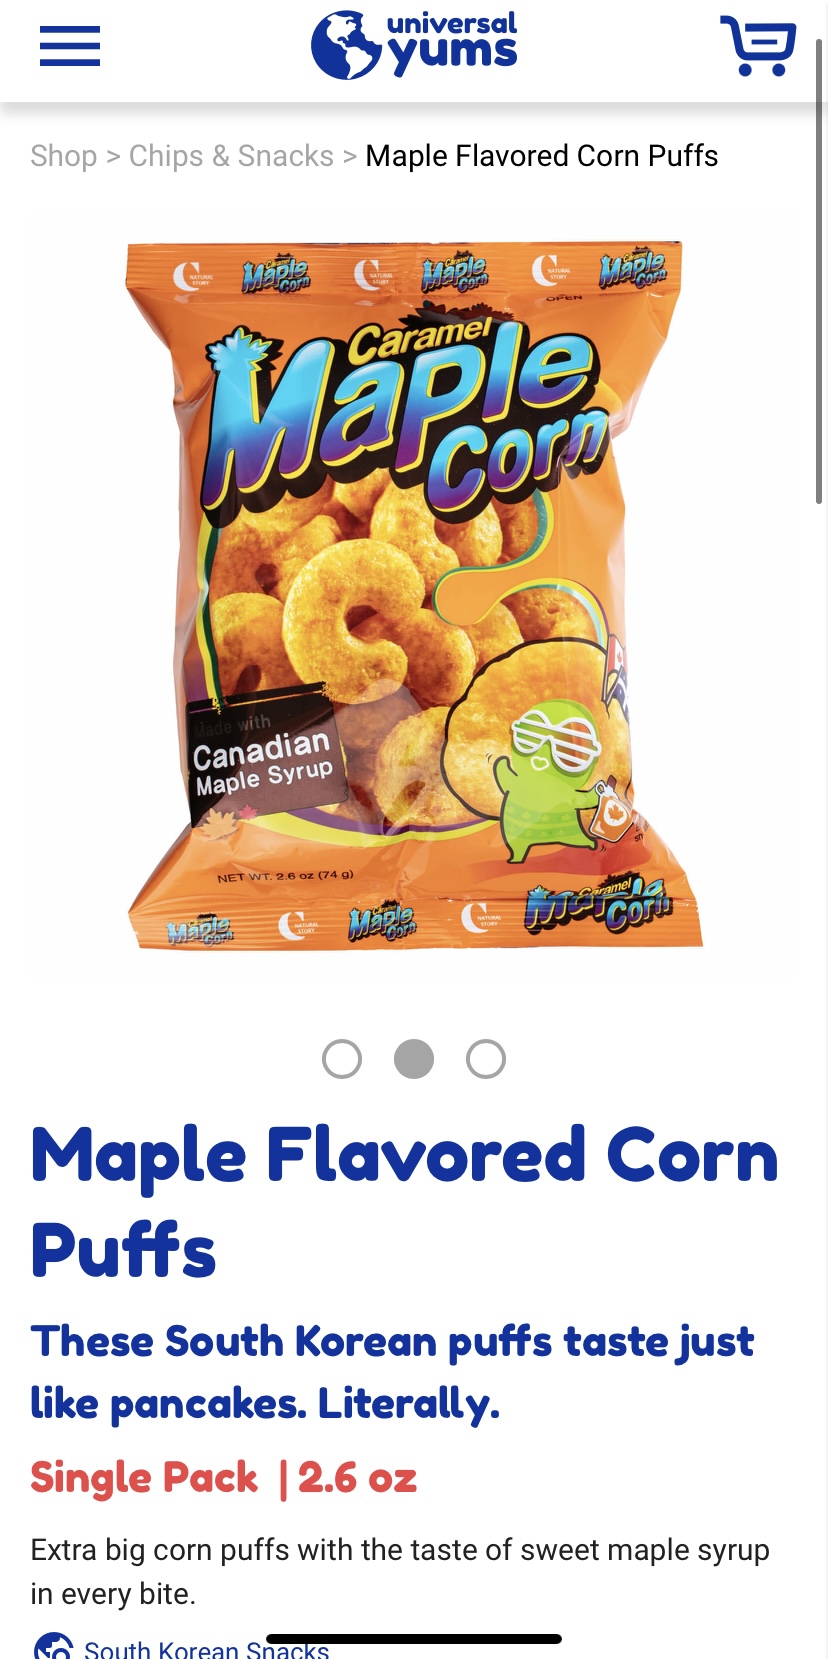 universal
yums
Shop > Chips & Snacks > Maple Flavored Corn Puffs
NATURAL STORY
Caramel Maple Corn
NATURAL STORY
Caramel Maple Corn
NATURAL STORY
Caramel Maple Corn
OPEN
Caramel
Maple
Corn
Made with
Canadian
Maple Syrup
NET WT. 2.6 oz (74 g)
Caramel Maple Corn
NATURAL STORY
Caramel Maple Corn
NATURAL STORY
Caramel
Corn
Maple Flavored Corn
Puffs
These South Korean puffs taste just
like pancakes. Literally.
Single Pack | 2.6 oz
Extra big corn puffs with the taste of sweet maple syrup
in every bite.
South Korean Snacks